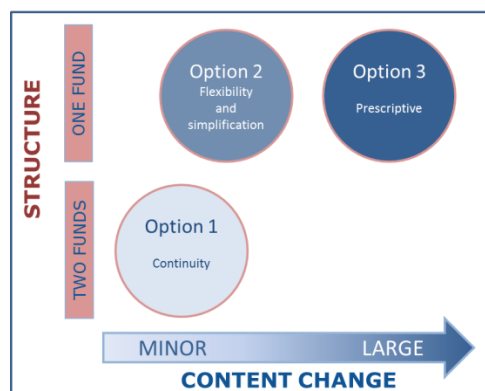 STRUCTURE
ONE FUND
Option 2
Flexibility
and
simplification
Option 3
Prescriptive
TWO FUNDS
Option 1
Continuity
MINOR
LARGE
CONTENT CHANGE